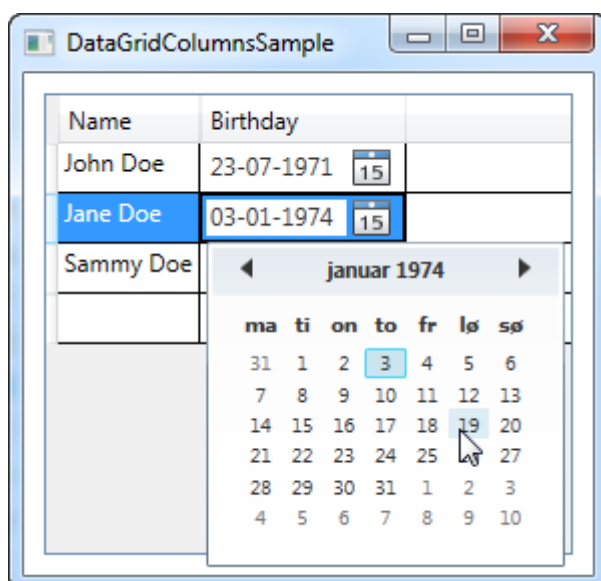 DataGridColumnsSample
Name Birthday
John Doe 23-07-1971 15
Jane Doe 03-01-1974 15
Sammy Doe
januar 1974
ma ti on to fr lø sø
31 1 2 3 4 5 6
7 8 9 10 11 12 13
14 15 16 17 18 19 20
21 22 23 24 25 27
28 29 30 31 1 2 3
4 5 6 7 8 9 10